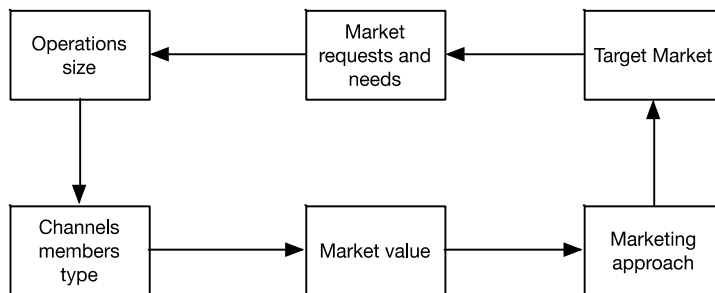 Operations
size
Market
requests and
needs
Target Market
Channels
members
type
Market value
Marketing
approach